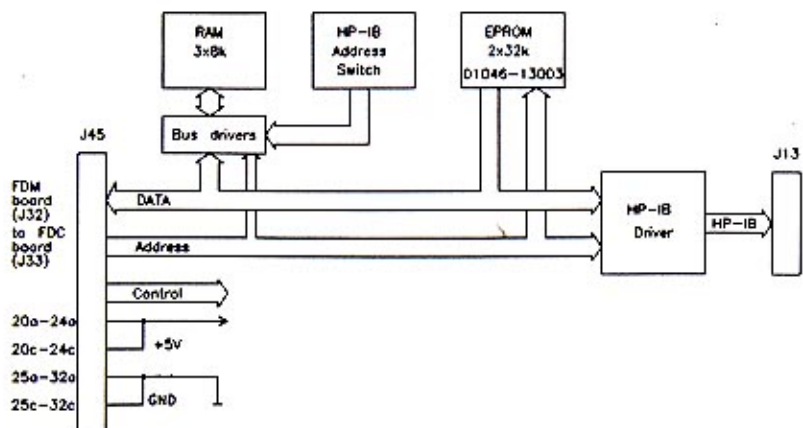 RAM
3x8k
HP-IB
Address
Switch
EPROM
2x32k
D1046-13003
J45
Bus drivers
J13
FDM
board
(J32)
to FDC
board
(J33)
DATA
HP-IB
Driver
HP-IB
Address
Control
20a-24a
20c-24c
+5V
25a-32a
25c-32c
GND